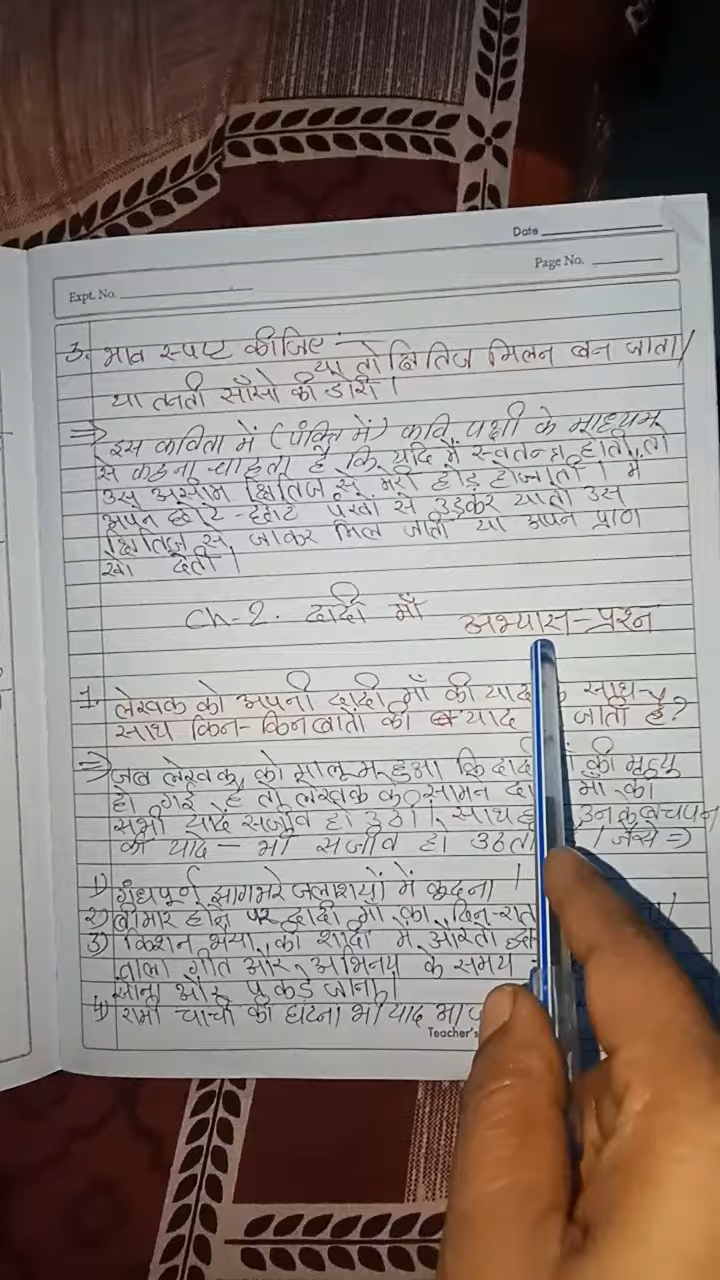 Date
Page No.
Expt. No.
3. भाव स्पष्ट कीजिए -
या तो क्षितिज मिलन बन जाता/
या तनती साँसों की डोरी।
⇒ इस कविता में (पंक्ति में) कवि पक्षी के माध्यम
से कहना चाहता है कि यदि मैं स्वतन्त्र होती, तो
उस असीम क्षितिज से मेरी होड़ हो जाती। मैं
अपने छोटे-छोटे पंखों से उड़कर या तो उस
क्षितिज से जाकर मिल जाती या अपने प्राण
खो देती।
Ch-2. दादी माँ अभ्यास-प्रश्न
1. लेखक को अपनी दादी माँ की याद के साथ-
साथ किन-किन बातों की याद जाती है?
⇒ जब लेखक को मालूम हुआ कि दादी माँ की मृत्यु
हो गई है तो लेखक के सामने दा माँ की
सभी यादें सजीव हो उठी। साथ ह उनके बचपन
की याद - भी सजीव हो उठती । जैसे ⇒
1) गंधपूर्ण झागभरे जलाशयों में कूदना।
2) बीमार होने पर दादी माँ का दिन-रात
3) किशन भैया की शादी में औरतों
वाले गीत और अभिनय के समय
जाना।
4) रामी चाची की घटना भी याद आ
Teacher's